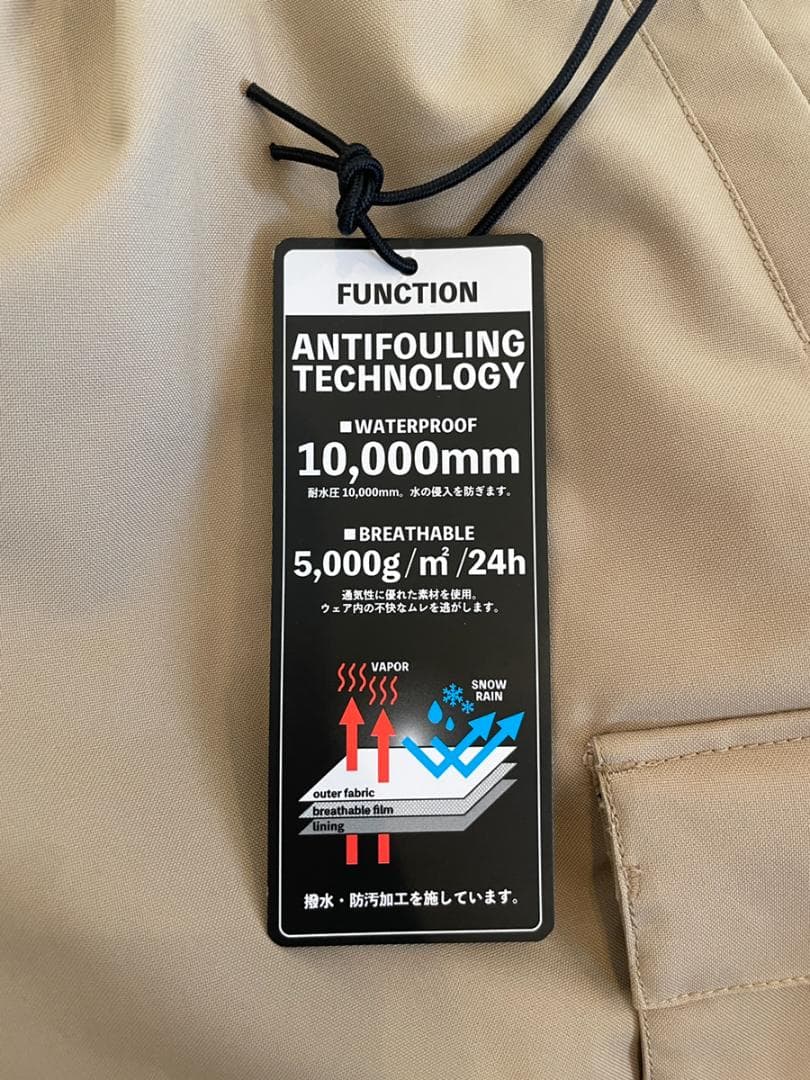 FUNCTION
ANTIFOULING
TECHNOLOGY
■WATERPROOF
10,000mm
耐水圧10,000mm。水の侵入を防ぎます。
■BREATHABLE
5,000g/㎡/24h
通気性に優れた素材を使用。
ウェア内の不快なムレを逃がします。
VAPOR
SNOW
RAIN
outer fabric
breathable film
lining
撥水・防汚加工を施しています。